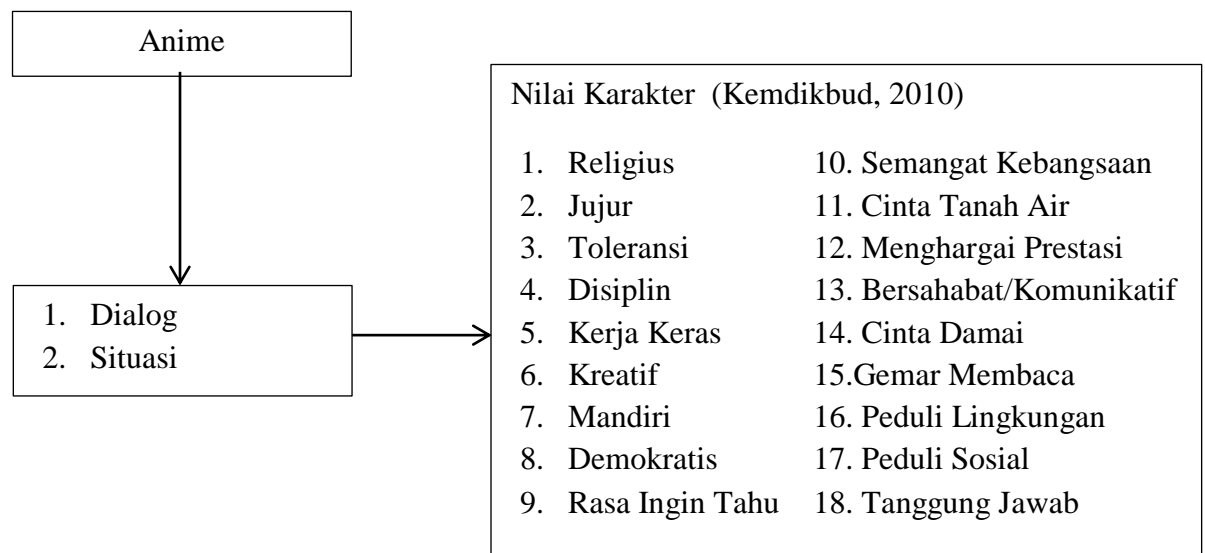 Anime
1. Dialog
2. Situasi
Nilai Karakter (Kemdikbud, 2010)
1. Religius
2. Jujur
3. Toleransi
4. Disiplin
5. Kerja Keras
6. Kreatif
7. Mandiri
8. Demokratis
9. Rasa Ingin Tahu
10. Semangat Kebangsaan
11. Cinta Tanah Air
12. Menghargai Prestasi
13. Bersahabat/Komunikatif
14. Cinta Damai
15.Gemar Membaca
16. Peduli Lingkungan
17. Peduli Sosial
18. Tanggung Jawab